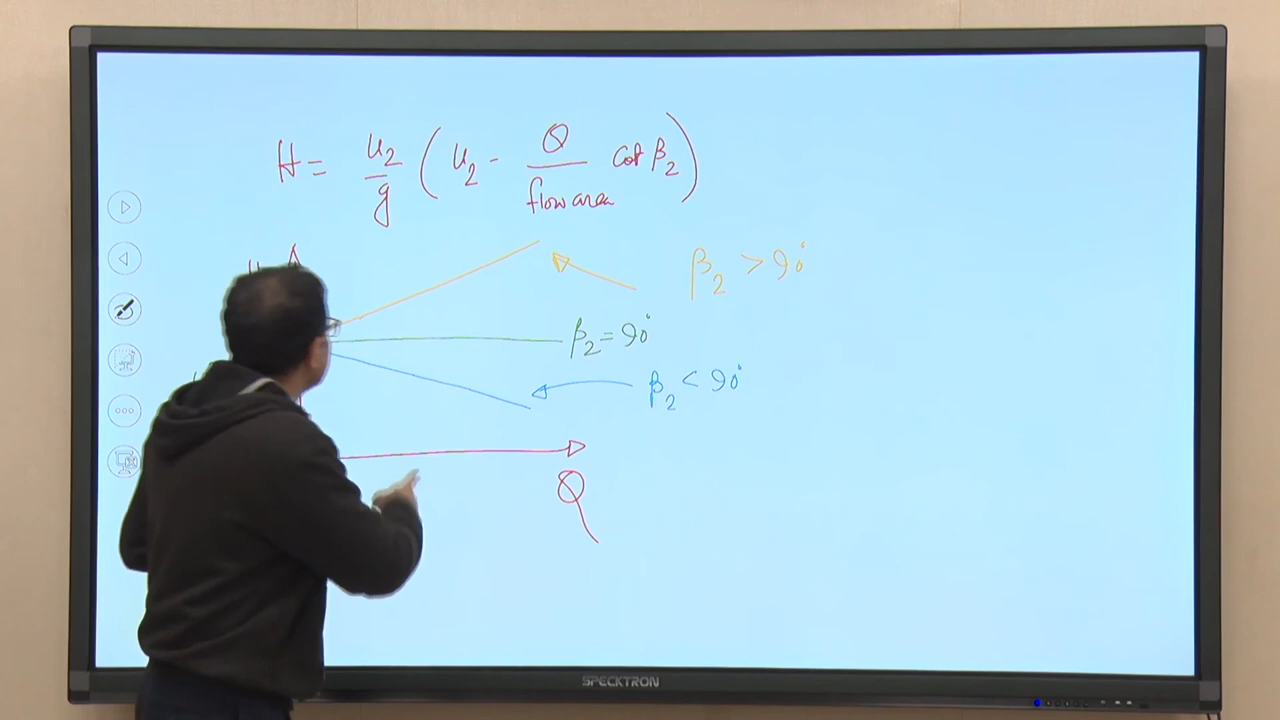 H = u₂/g (u₂ - Q/flow area cot β₂)
β₂ > 90°
β₂ = 90°
β₂ < 90°
Q
SPECKTRON